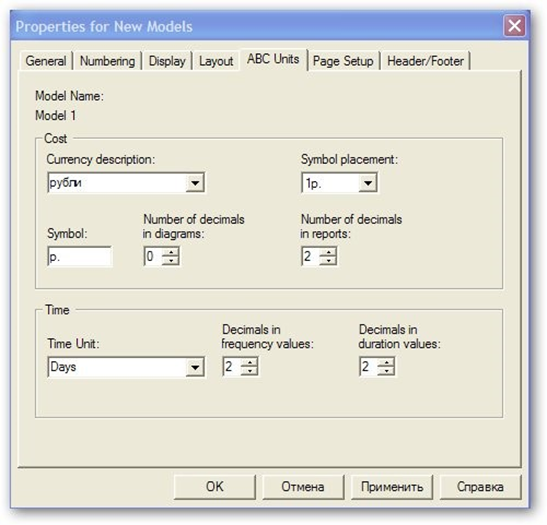 Properties for New Models
General Numbering Display Layout ABC Units Page Setup Header/Footer
Model Name:
Model 1
Cost
Currency description: Symbol placement:
рубли 1р.
Number of decimals Number of decimals
Symbol: in diagrams: in reports:
р. 0 2
Time
Decimals in Decimals in
Time Unit: frequency values: duration values:
Days 2 2
OK Отмена Применить Справка